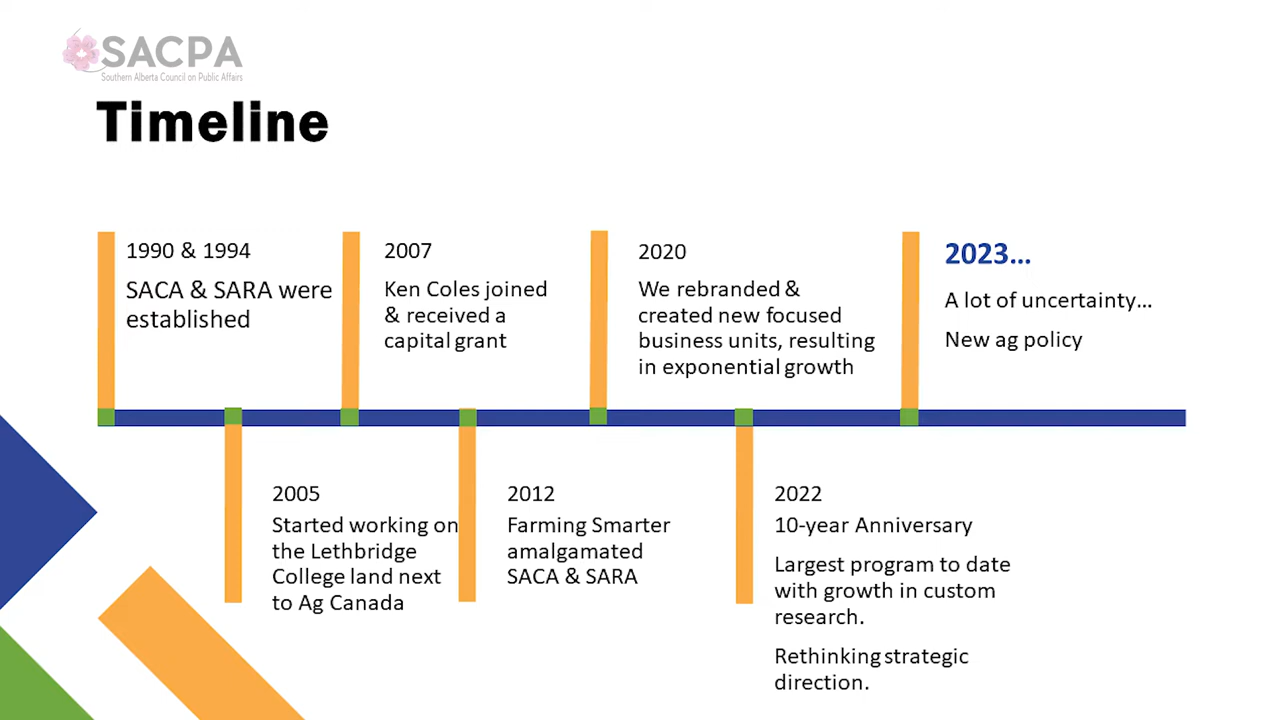 SACPA
Southern Alberta Council on Public Affairs
Timeline
1990 & 1994
SACA & SARA were
established
2007
Ken Coles joined
& received a
capital grant
2020
We rebranded &
created new focused
business units, resulting
in exponential growth
2023…
A lot of uncertainty…
New ag policy
2005
Started working on
the Lethbridge
College land next
to Ag Canada
2012
Farming Smarter
amalgamated
SACA & SARA
2022
10-year Anniversary
Largest program to date
with growth in custom
research.
Rethinking strategic
direction.